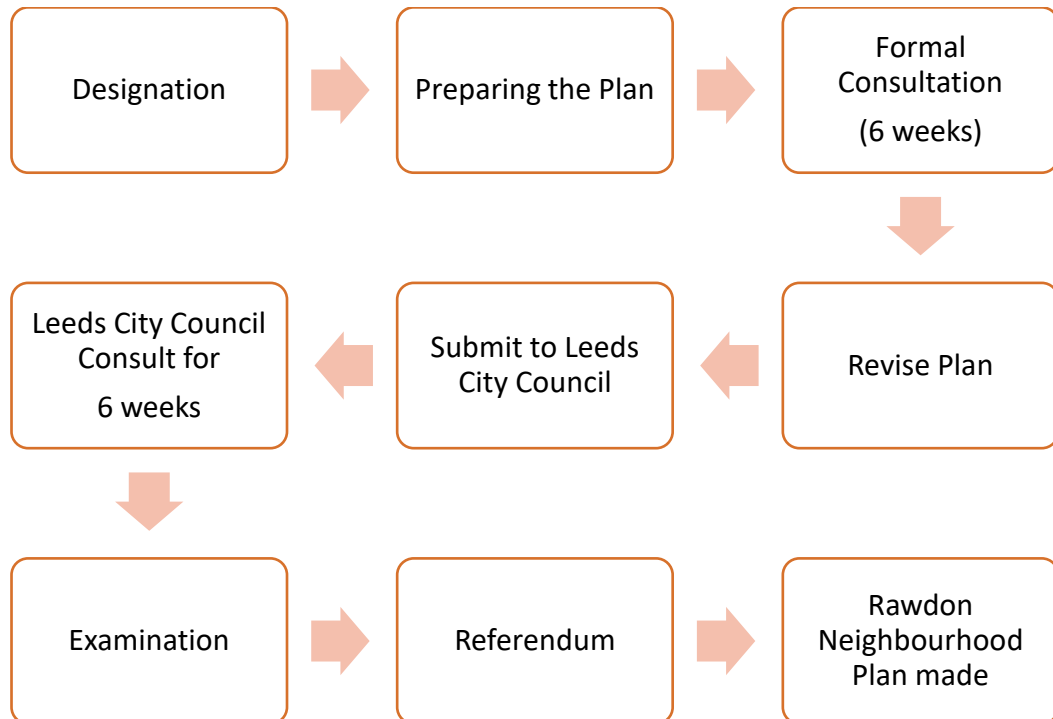 Designation
Preparing the Plan
Formal
Consultation
(6 weeks)
Revise Plan
Submit to Leeds
City Council
Leeds City Council
Consult for
6 weeks
Examination
Referendum
Rawdon
Neighbourhood
Plan made